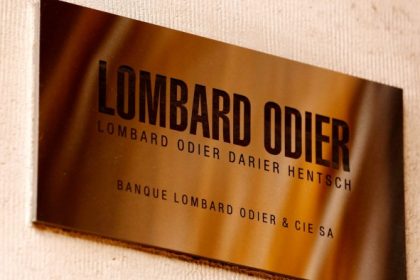 LOMBARD ODIER
LOMBARD ODIER DARIER HENTSCH
BANQUE LOMBARD ODIER & CIE SA